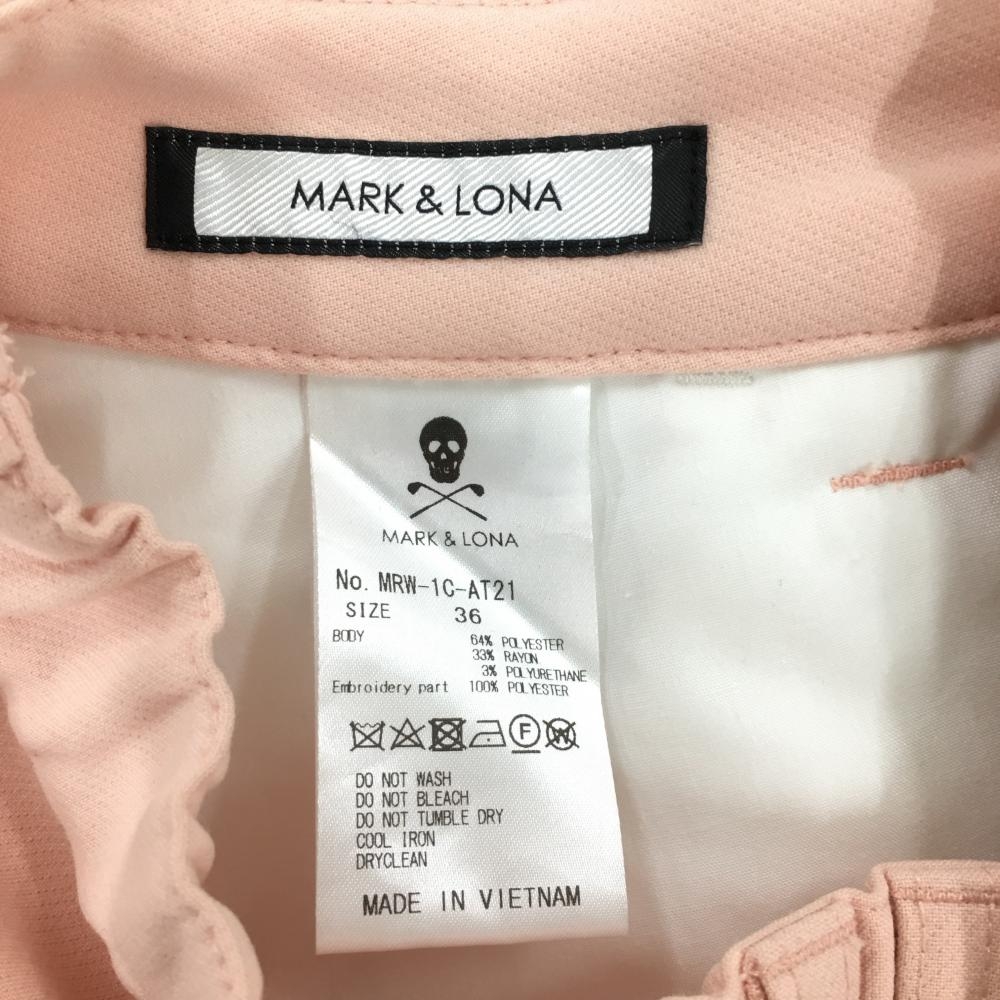 MARK & LONA
MARK & LONA
No. MRW-1C-AT21
SIZE 36
BODY 64% POLYESTER
33% RAYON
3% POLYURETHANE
Embroidery part 100% POLYESTER
F W
DO NOT WASH
DO NOT BLEACH
DO NOT TUMBLE DRY
COOL IRON
DRYCLEAN
MADE IN VIETNAM